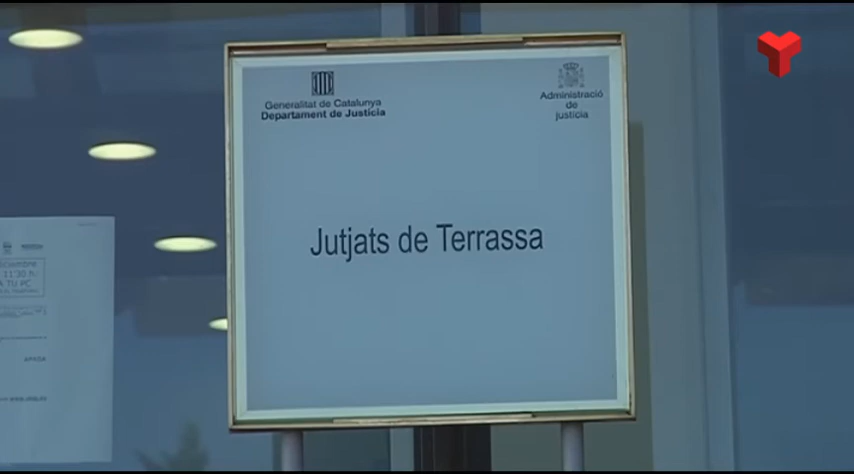 Generalitat de Catalunya
Departament de Justícia
Administració
de
justícia
Jutjats de Terrassa
11:30 h.
A TU PC